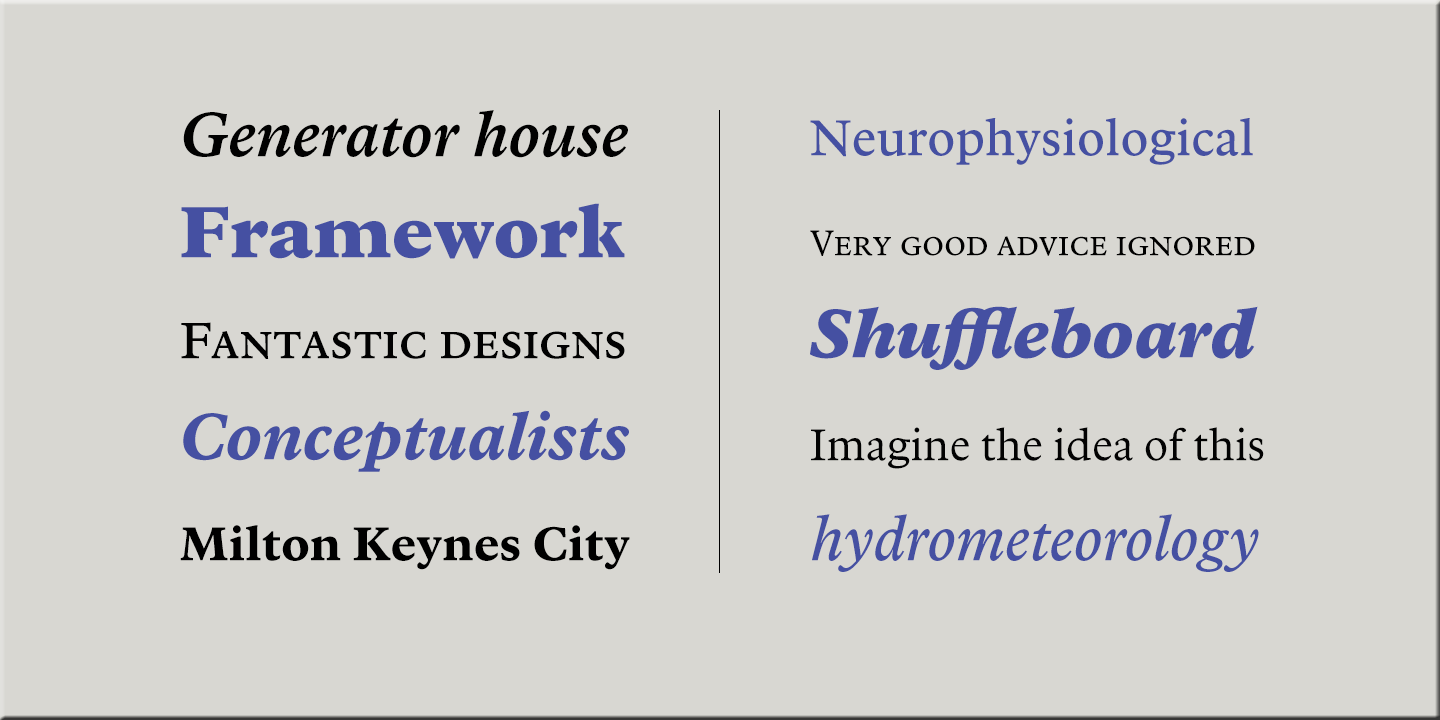 Generator house
Framework
Fantastic designs
Conceptualists
Milton Keynes City
Neurophysiological
Very good advice ignored
Shuffleboard
Imagine the idea of this
hydrometeorology